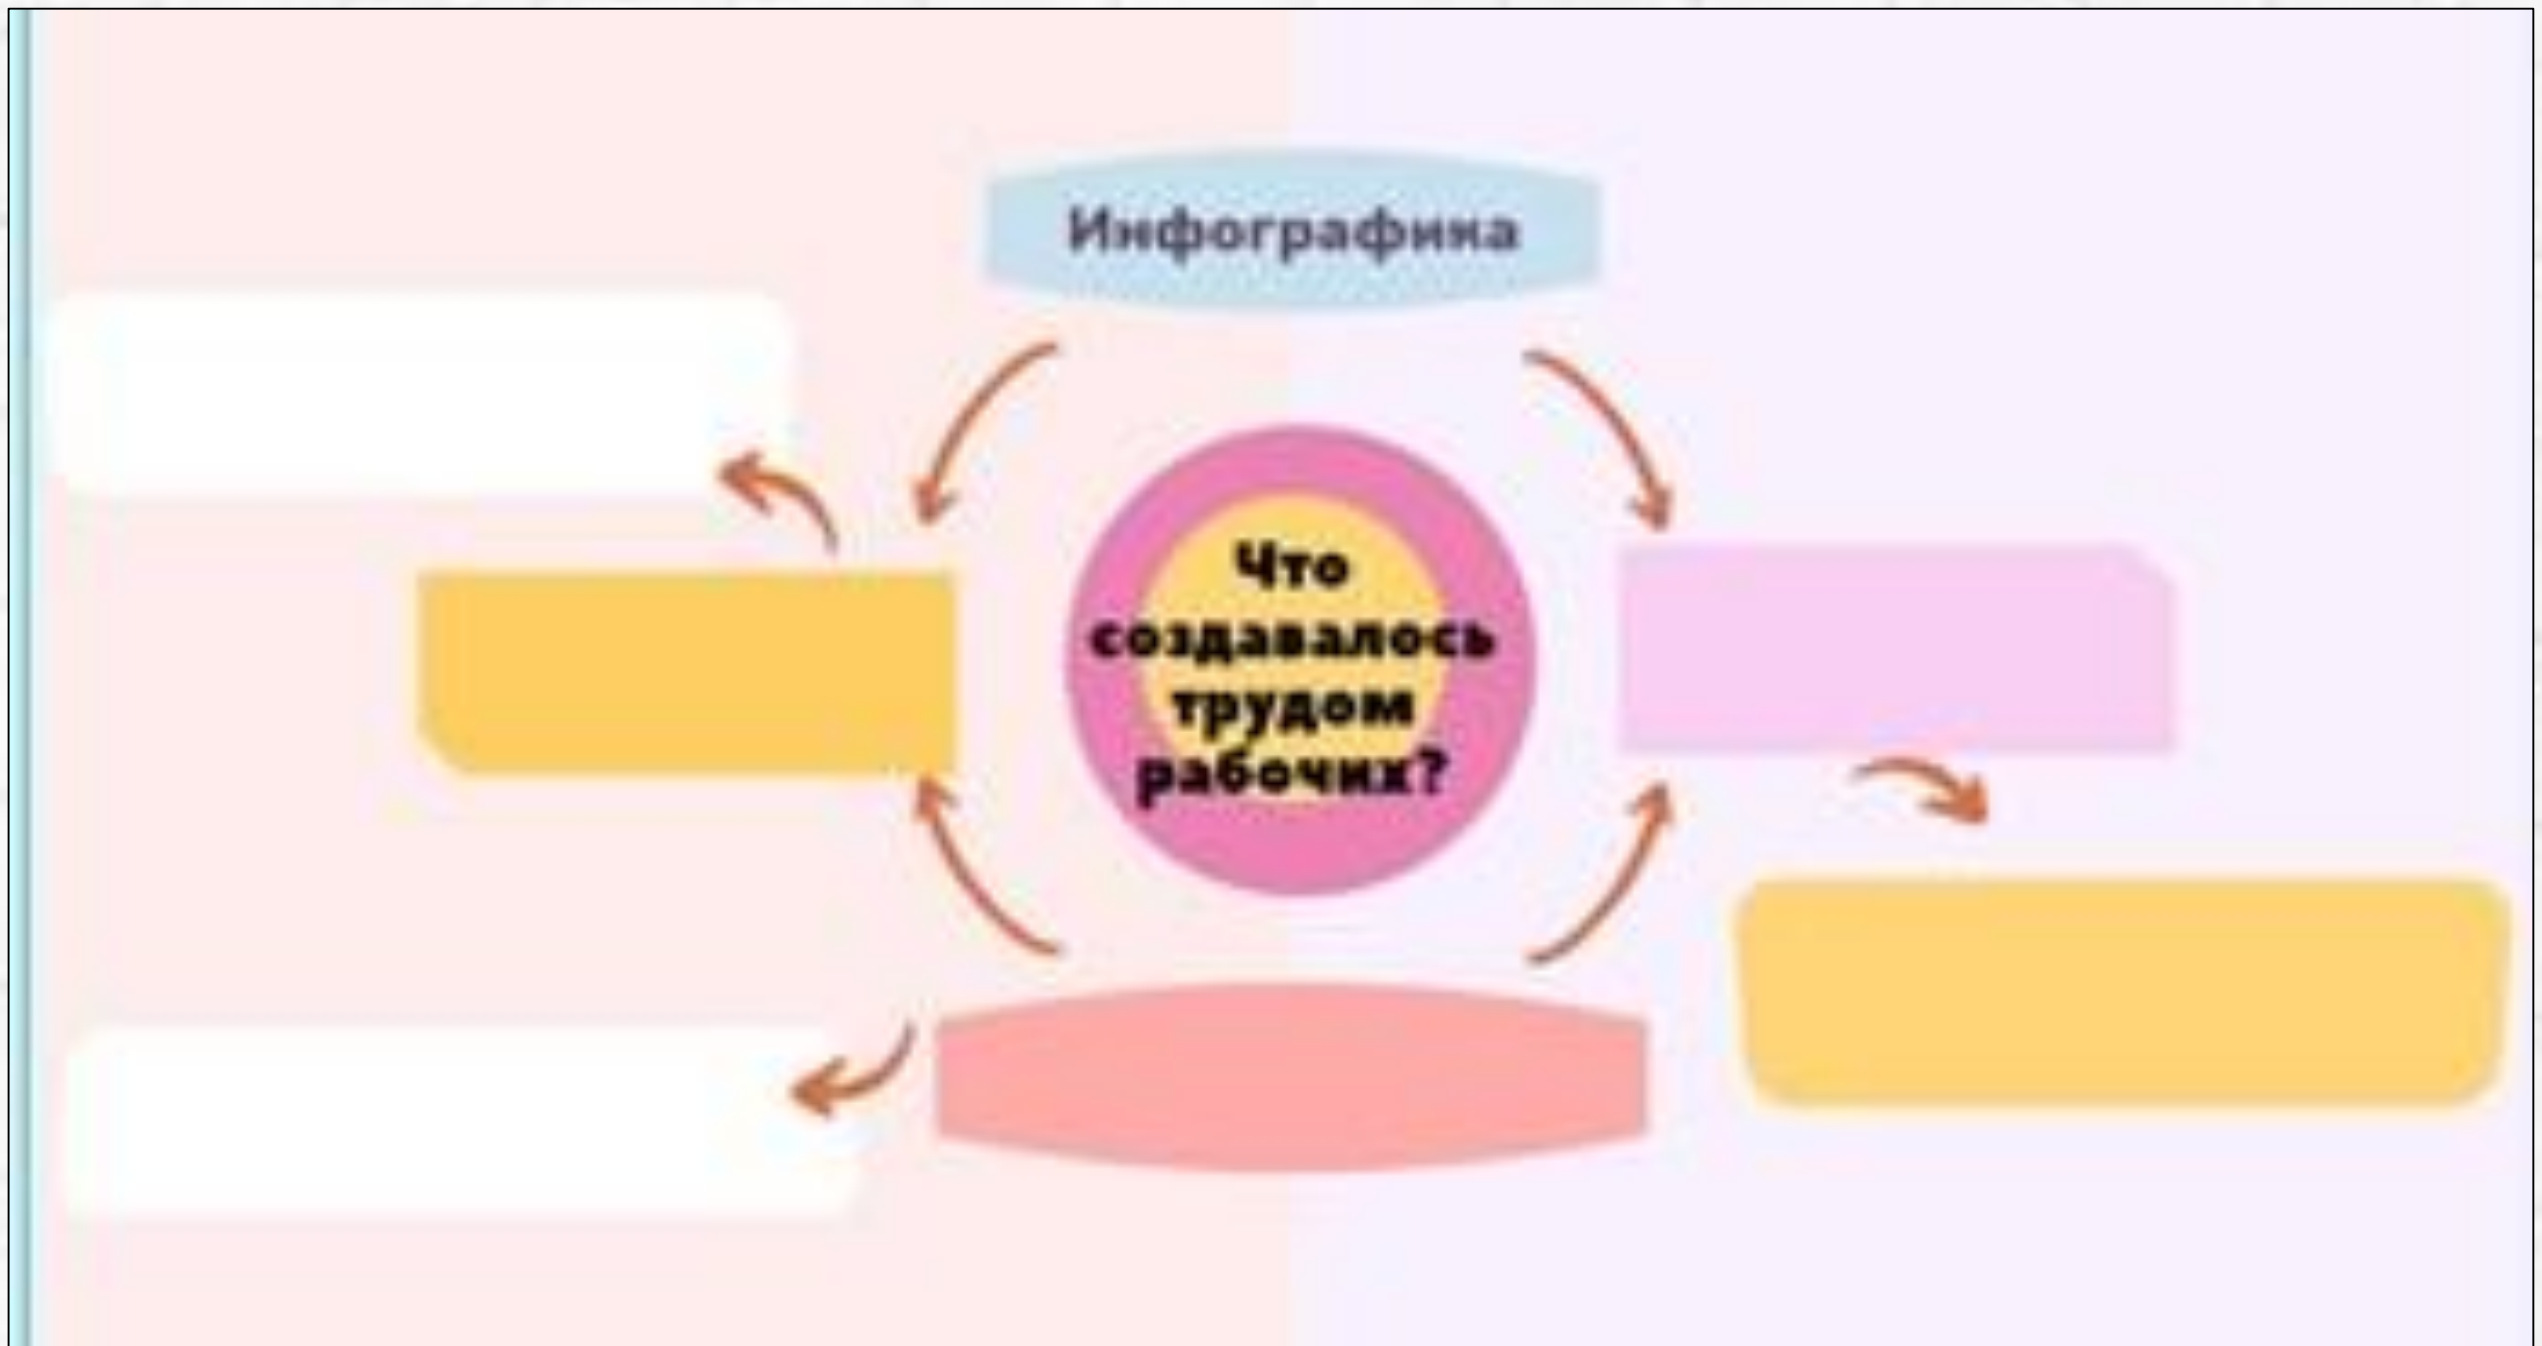 Инфографика
Что
создавалось
трудом
рабочих?